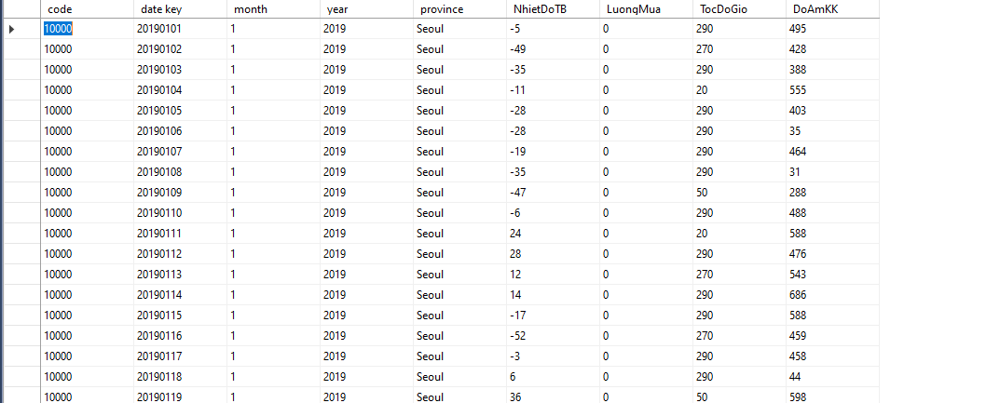 code date key month year province NhietDoTB LuongMua TocDoGio DoAmKK
10000 20190101 1 2019 Seoul -5 0 290 495
10000 20190102 1 2019 Seoul -49 0 270 428
10000 20190103 1 2019 Seoul -35 0 290 388
10000 20190104 1 2019 Seoul -11 0 20 555
10000 20190105 1 2019 Seoul -28 0 290 403
10000 20190106 1 2019 Seoul -28 0 290 35
10000 20190107 1 2019 Seoul -19 0 290 464
10000 20190108 1 2019 Seoul -35 0 290 31
10000 20190109 1 2019 Seoul -47 0 50 288
10000 20190110 1 2019 Seoul -6 0 290 488
10000 20190111 1 2019 Seoul 24 0 20 588
10000 20190112 1 2019 Seoul 28 0 290 476
10000 20190113 1 2019 Seoul 12 0 270 543
10000 20190114 1 2019 Seoul 14 0 290 686
10000 20190115 1 2019 Seoul -17 0 290 588
10000 20190116 1 2019 Seoul -52 0 270 459
10000 20190117 1 2019 Seoul -3 0 290 458
10000 20190118 1 2019 Seoul 6 0 290 44
10000 20190119 1 2019 Seoul 36 0 50 598